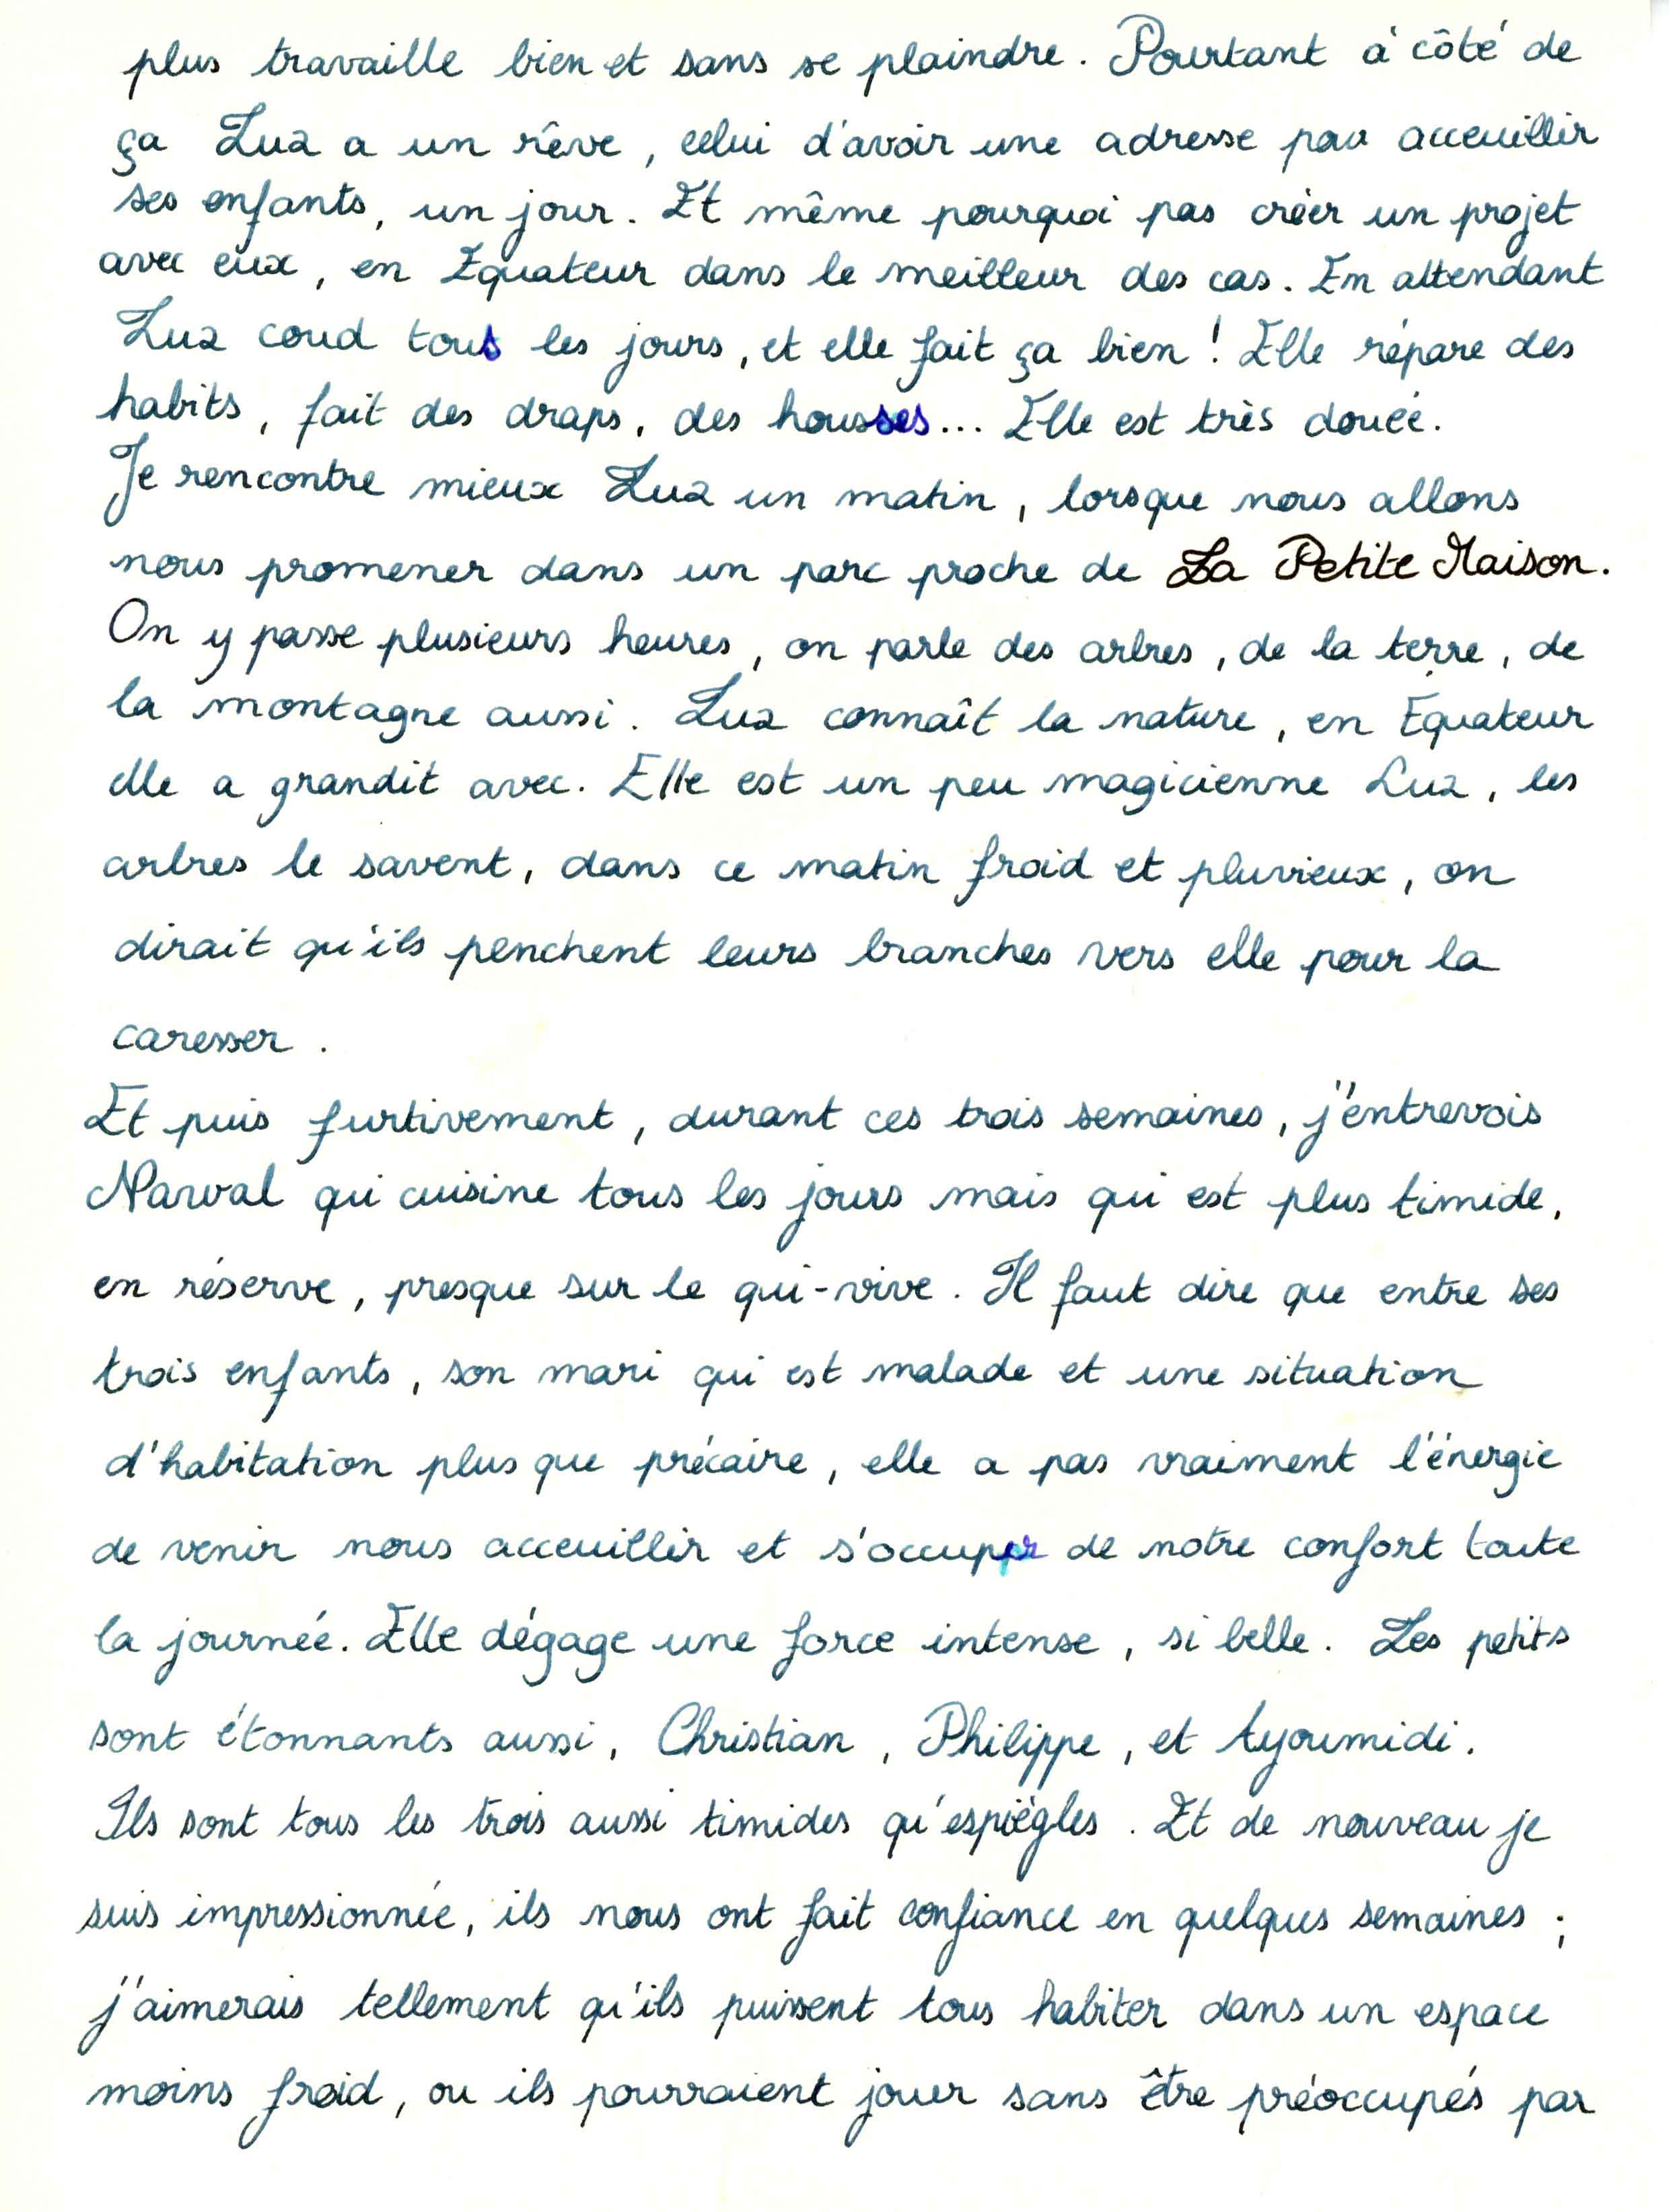 plus travaille bien et sans se plaindre. Pourtant à côté de
ça Luz a un rêve, celui d'avoir une adresse pour acceuillir
ses enfants, un jour. Et même pourquoi pas créer un projet
avec eux, en Equateur dans le meilleur des cas. En attendant
Luz coud tous les jours, et elle fait ça bien ! Elle répare des
habits, fait des draps, des housses... Elle est très douée.
Je rencontre mieux Luz un matin, lorsque nous allons
nous promener dans un parc proche de La Petite Maison.
On y passe plusieurs heures, on parle des arbres, de la terre, de
la montagne aussi. Luz connaît la nature, en Equateur
elle a grandit avec. Elle est un peu magicienne Luz, les
arbres le savent, dans ce matin froid et pluvieux, on
dirait qu'ils penchent leurs branches vers elle pour la
caresser.
Et puis furtivement, durant ces trois semaines, j'entrevois
Narval qui cuisine tous les jours mais qui est plus timide,
en réserve, presque sur le qui-vive. Il faut dire que entre ses
trois enfants, son mari qui est malade et une situation
d'habitation plus que précaire, elle a pas vraiment l'énergie
de venir nous acceuillir et s'occuper de notre confort toute
la journée. Elle dégage une force intense, si belle. Les petits
sont étonnants aussi, Christian, Philippe, et Ayoumidi.
Ils sont tous les trois aussi timides qu'espiègles. Et de nouveau je
suis impressionnée, ils nous ont fait confiance en quelques semaines ;
j'aimerais tellement qu'ils puissent tous habiter dans un espace
moins froid, ou ils pourraient jouer sans être préoccupés par